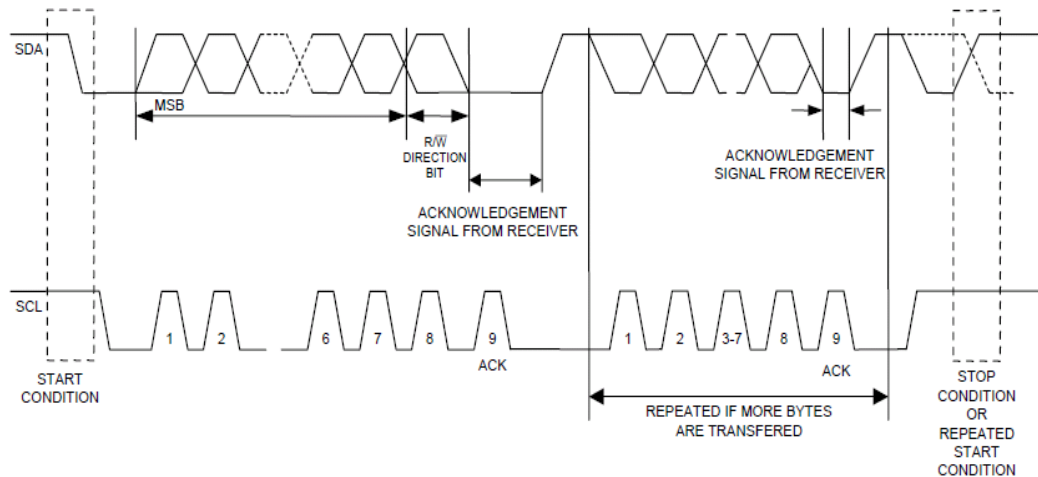 SDA
MSB
R/W̅
DIRECTION
BIT
ACKNOWLEDGEMENT
SIGNAL FROM RECEIVER
ACKNOWLEDGEMENT
SIGNAL FROM RECEIVER
SCL
1 2 6 7 8 9 1 2 3-7 8 9
ACK ACK
START
CONDITION
REPEATED IF MORE BYTES
ARE TRANSFERED
STOP
CONDITION
OR
REPEATED
START
CONDITION